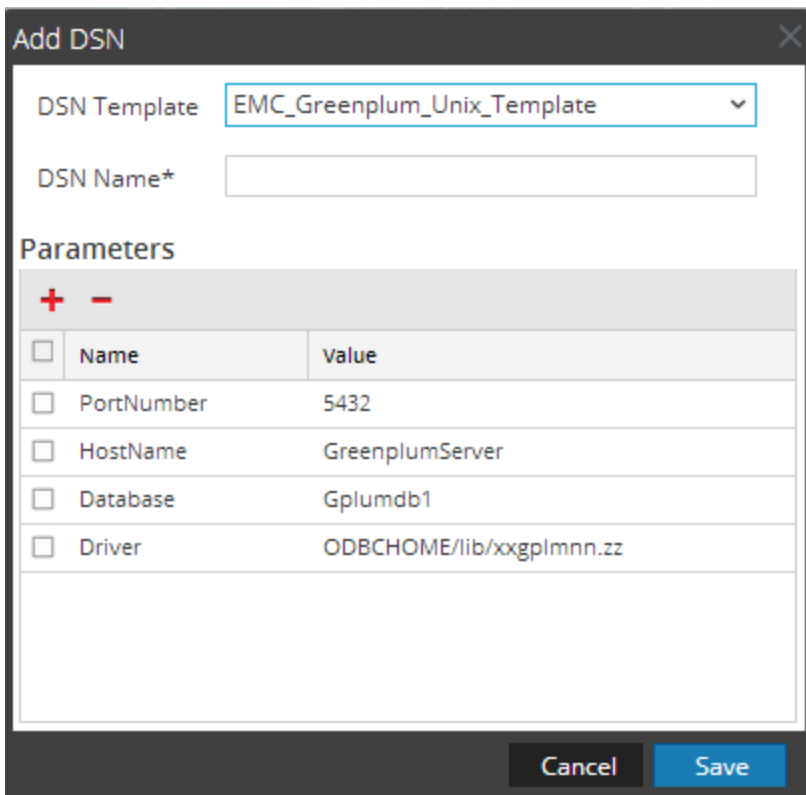 Add DSN
DSN Template EMC_Greenplum_Unix_Template
DSN Name*
Parameters
Name Value
PortNumber 5432
HostName GreenplumServer
Database Gplumdb1
Driver ODBCHOME/lib/xxgplmnn.zz
Cancel Save